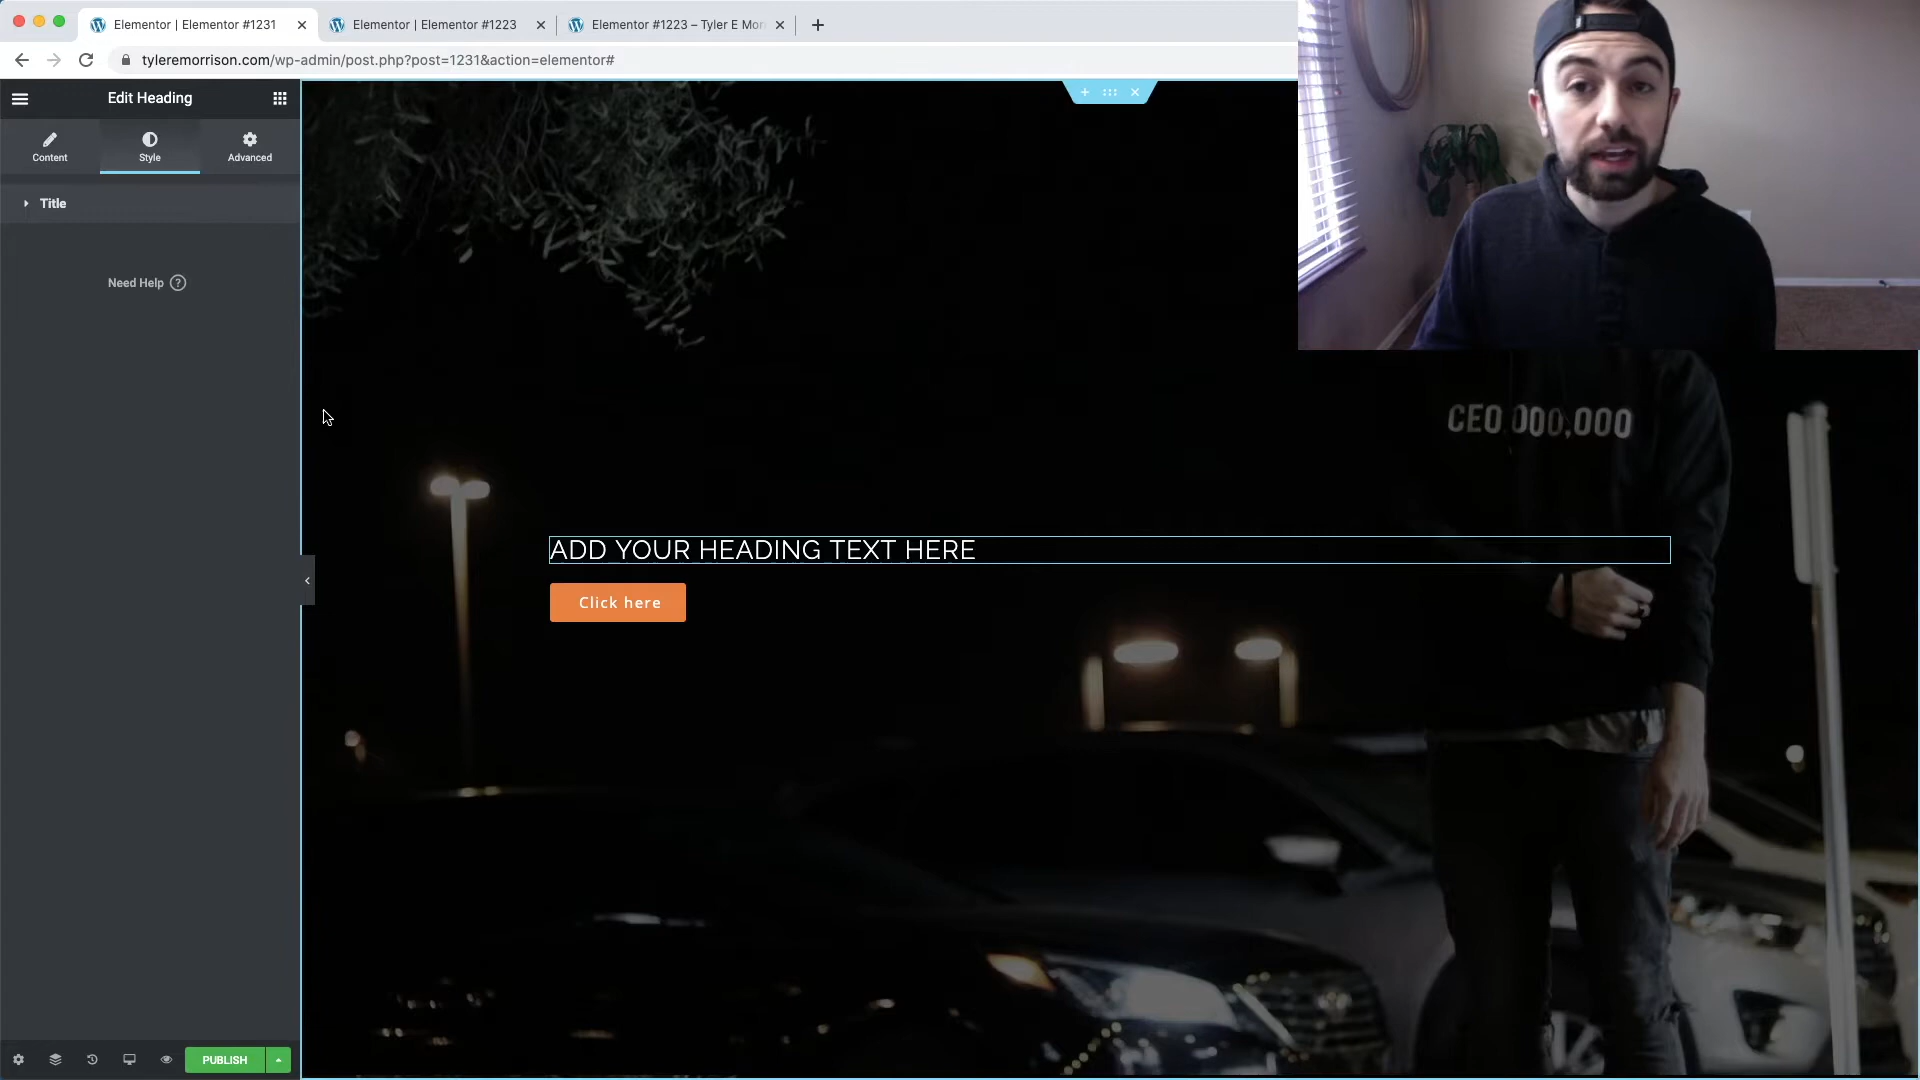 Elementor | Elementor #1231
Elementor | Elementor #1223
Elementor #1223 – Tyler E Mor
tyleremorrison.com/wp-admin/post.php?post=1231&action=elementor#
Edit Heading
Content
Style
Advanced
Title
Need Help
CEO 000,000
ADD YOUR HEADING TEXT HERE
Click here
PUBLISH